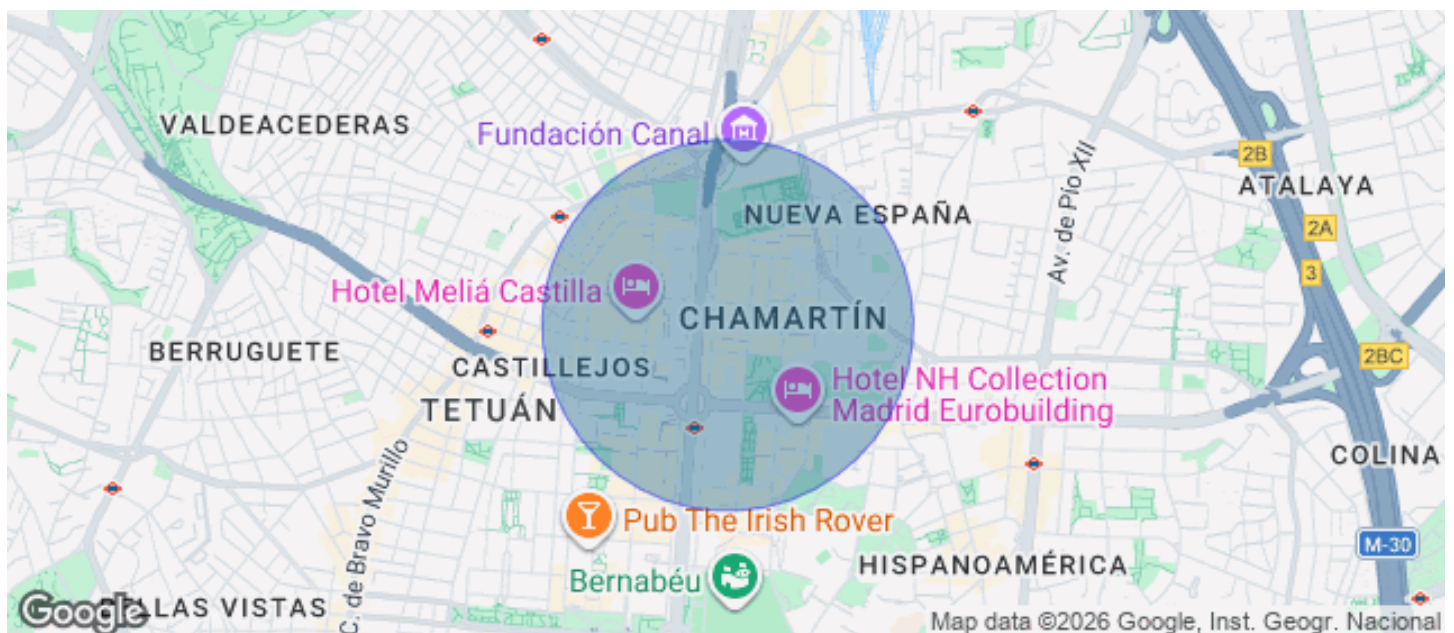 VALDEACEDERAS
Fundación Canal
2B
ATALAYA
NUEVA ESPAÑA
Av. de Pío XII
2A
3
Hotel Meliá Castilla
CHAMARTÍN
BERRUGUETE
CASTILLEJOS
2BC
Hotel NH Collection
Madrid Eurobuilding
TETUÁN
COLINA
C. de Bravo Murillo
Pub The Irish Rover
M-30
HISPANOAMÉRICA
Bernabéu
Google
BELLAS VISTAS
Map data ©2026 Google, Inst. Geogr. Nacional